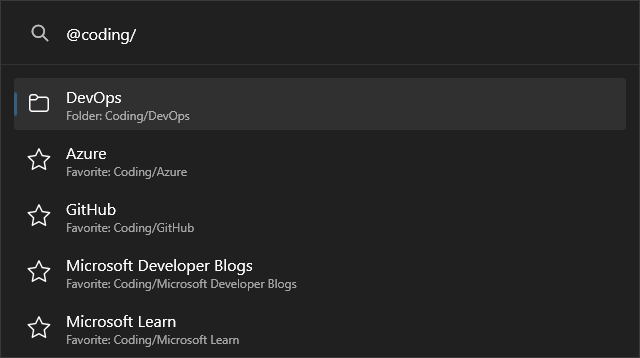 @coding/
DevOps
Folder: Coding/DevOps
Azure
Favorite: Coding/Azure
GitHub
Favorite: Coding/GitHub
Microsoft Developer Blogs
Favorite: Coding/Microsoft Developer Blogs
Microsoft Learn
Favorite: Coding/Microsoft Learn